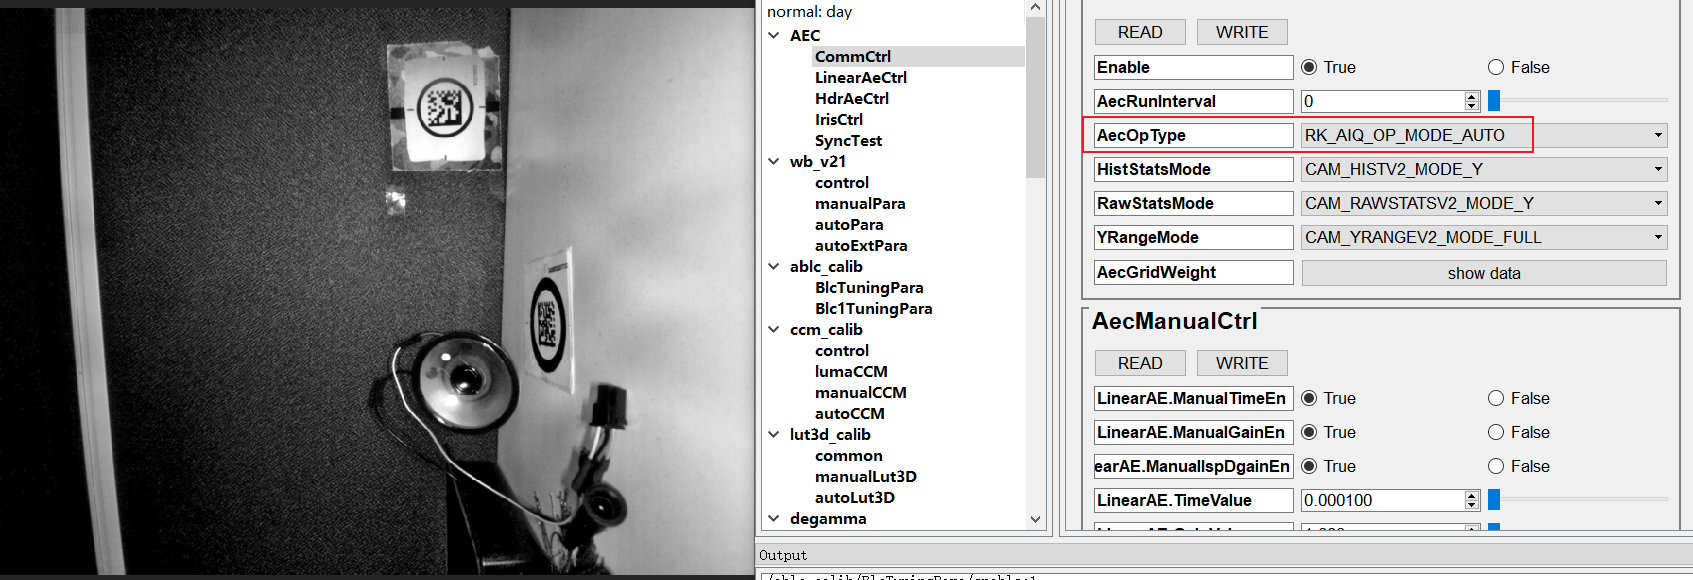 normal: day
AEC
CommCtrl
LinearAeCtrl
HdrAeCtrl
IrisCtrl
SyncTest
wb_v21
control
manualPara
autoPara
autoExtPara
ablc_calib
BlcTuningPara
Blc1TuningPara
ccm_calib
control
lumaCCM
manualCCM
autoCCM
lut3d_calib
common
manualLut3D
autoLut3D
degamma
READ WRITE
Enable True False
AecRunInterval 0
AecOpType RK_AIQ_OP_MODE_AUTO
HistStatsMode CAM_HISTV2_MODE_Y
RawStatsMode CAM_RAWSTATSV2_MODE_Y
YRangeMode CAM_YRANGEV2_MODE_FULL
AecGridWeight show data
AecManualCtrl
READ WRITE
LinearAE.ManualTimeEn True False
LinearAE.ManualGainEn True False
earAE.ManualIspDgainEn True False
LinearAE.TimeValue 0.000100
Output